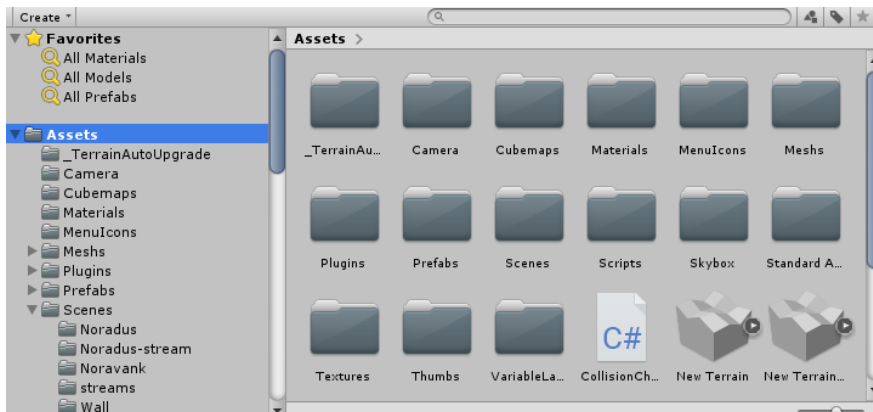 Create
Favorites
All Materials
All Models
All Prefabs
Assets
_TerrainAutoUpgrade
Camera
Cubemaps
Materials
MenuIcons
Meshs
Plugins
Prefabs
Scenes
Noradus
Noradus-stream
Noravank
streams
Wall
Assets >
_TerrainAu... Camera Cubemaps Materials MenuIcons Meshs
Plugins Prefabs Scenes Scripts Skybox Standard A...
C#
Textures Thumbs VariableLa... CollisionCh... New Terrain New Terrain...